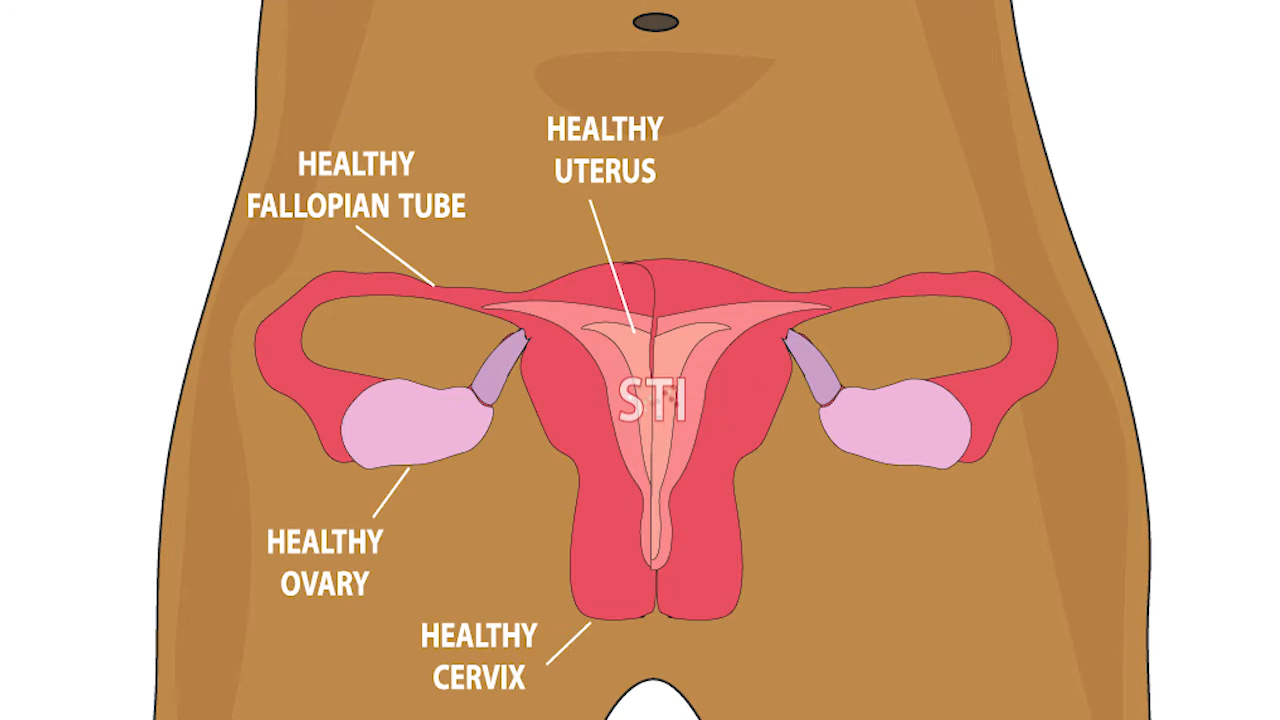 HEALTHY
UTERUS
HEALTHY
FALLOPIAN TUBE
STI
HEALTHY
OVARY
HEALTHY
CERVIX